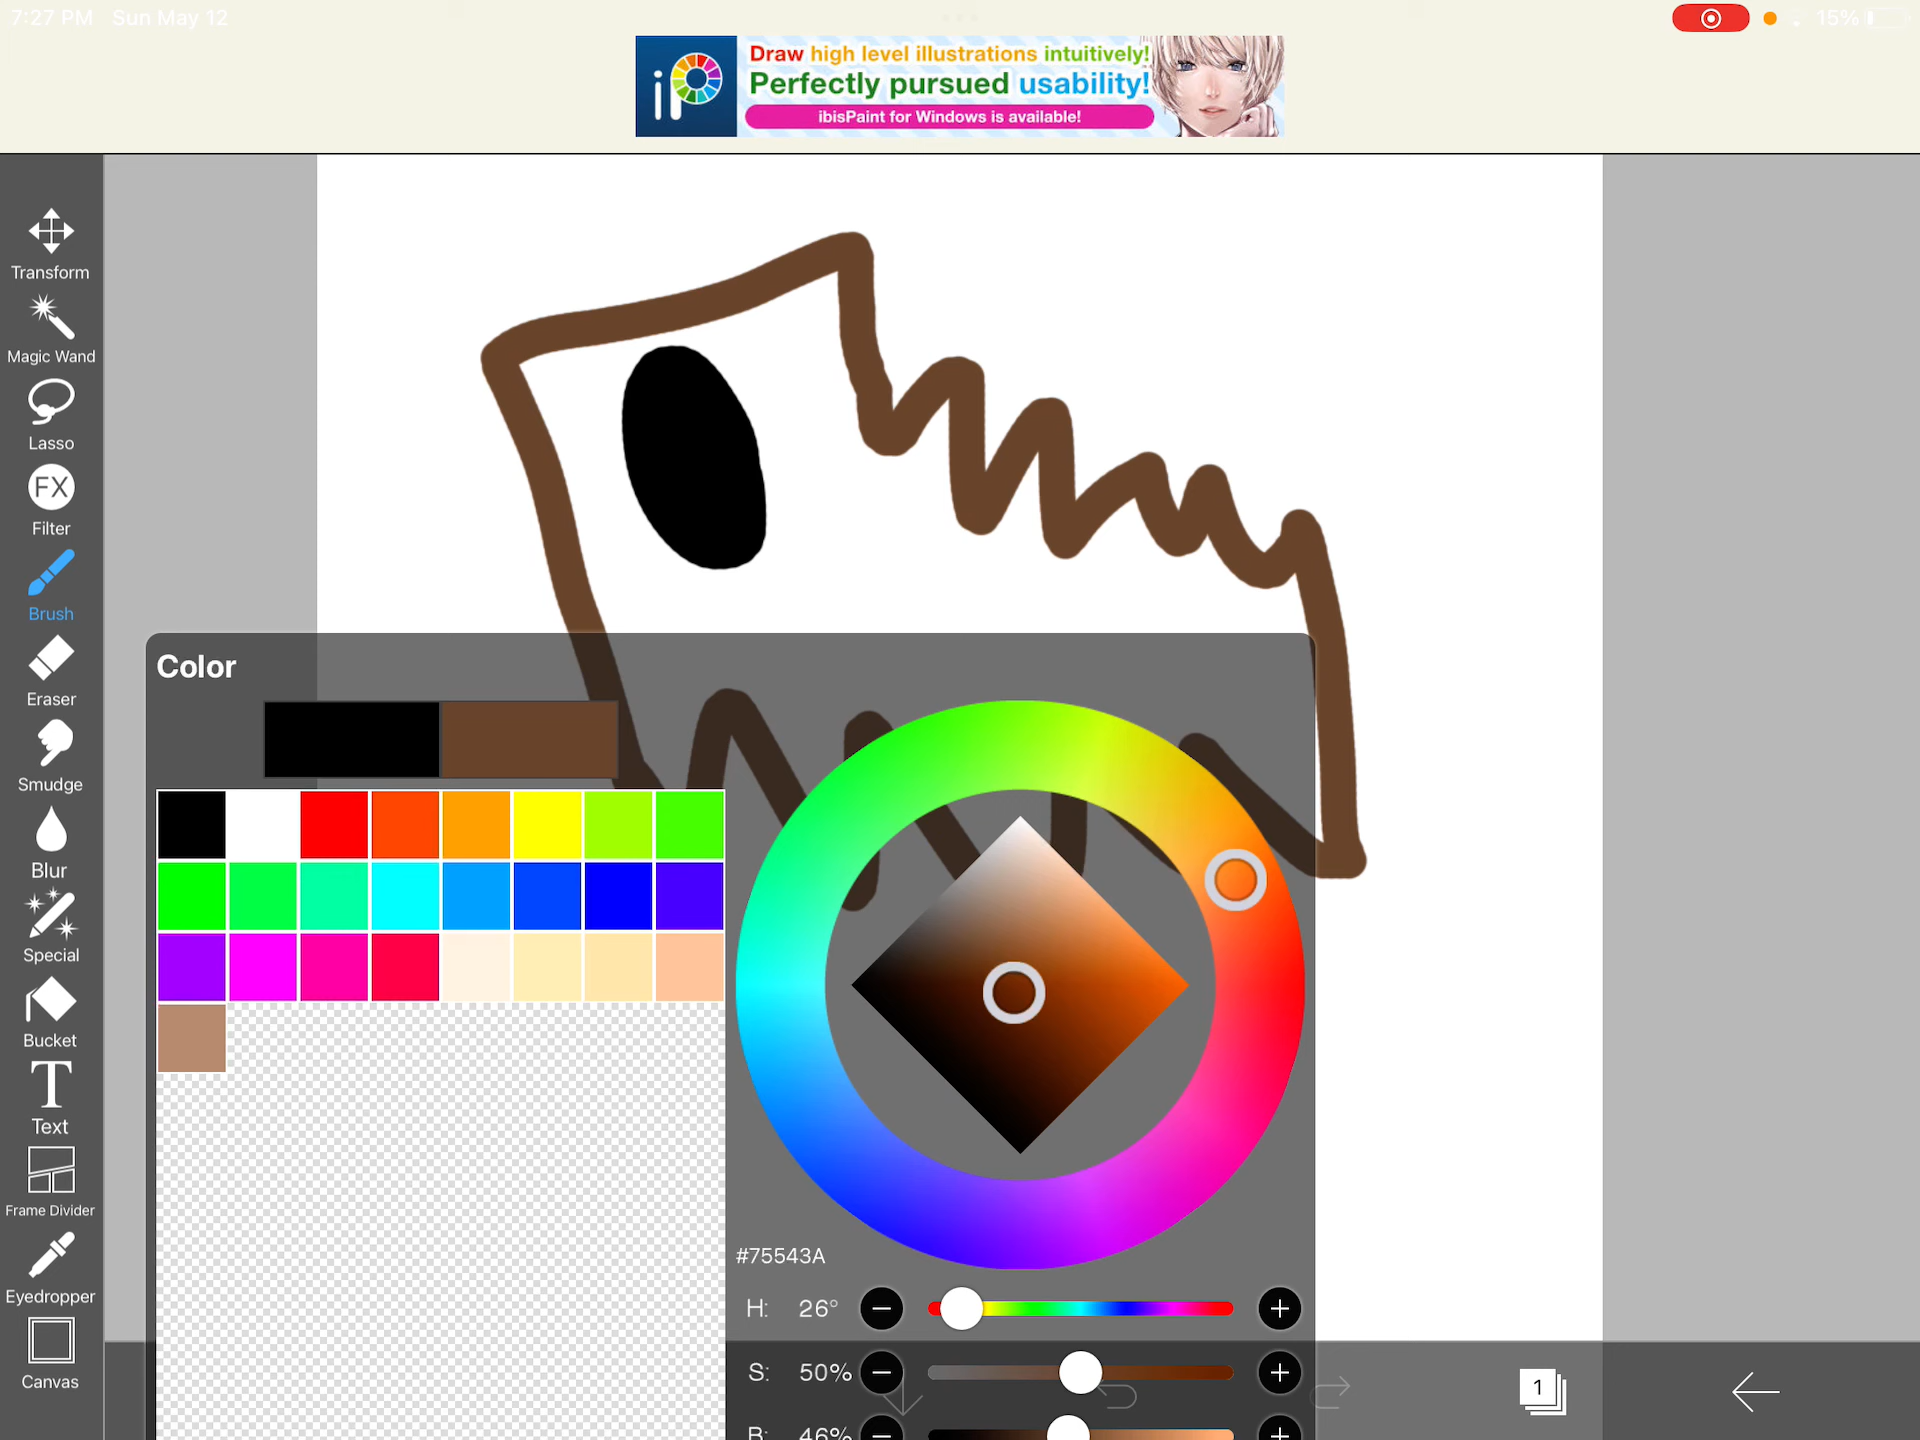 7:27 PM Sun May 12
15%
iP
Draw high level illustrations intuitively!
Perfectly pursued usability!
ibisPaint for Windows is available!
Transform
Magic Wand
Lasso
FX
Filter
Brush
Eraser
Smudge
Blur
Special
Bucket
T
Text
Frame Divider
Eyedropper
Canvas
Color
#75543A
H: 26°
S: 50%
B: 46%
1